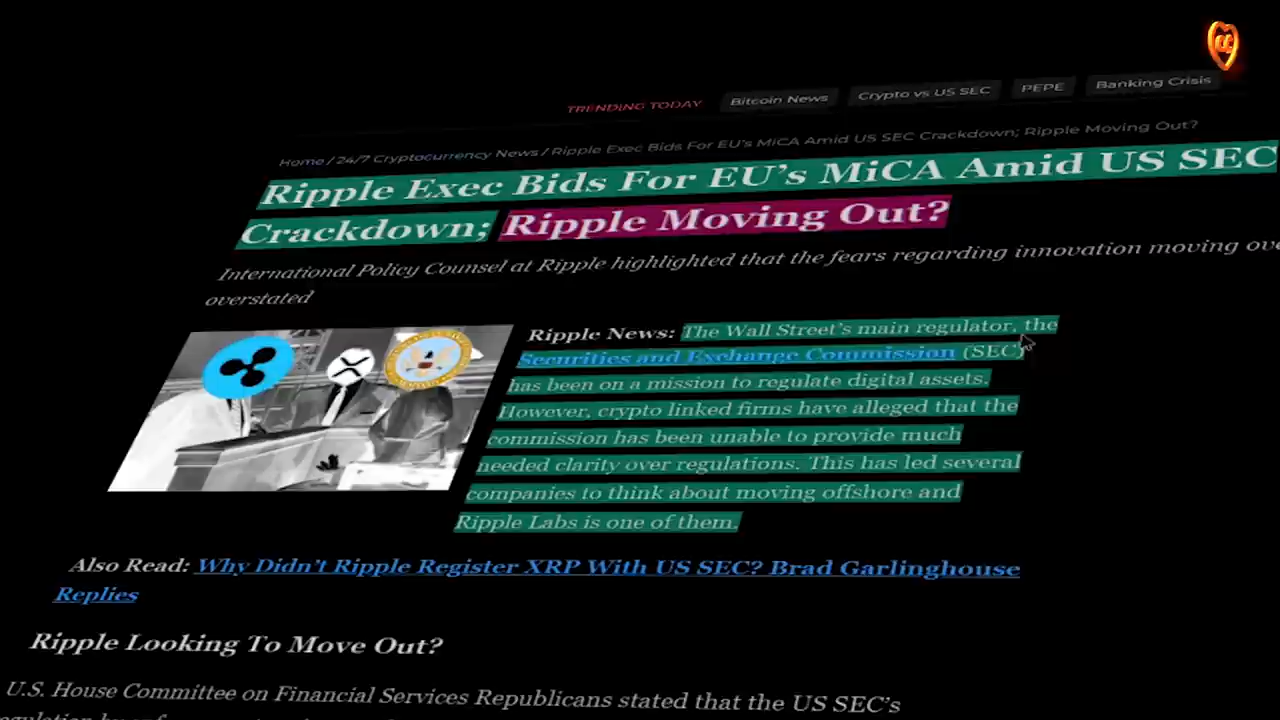 TRENDING TODAY Bitcoin News Crypto vs US SEC PEPE Banking Crisis
Home / 24/7 Cryptocurrency News / Ripple Exec Bids For EU's MiCA Amid US SEC Crackdown; Ripple Moving Out?
Ripple Exec Bids For EU's MiCA Amid US SEC
Crackdown; Ripple Moving Out?
International Policy Counsel at Ripple highlighted that the fears regarding innovation moving
overstated
Ripple News: The Wall Street's main regulator, the
Securities and Exchange Commission (SEC)
has been on a mission to regulate digital assets.
However, crypto linked firms have alleged that the
commission has been unable to provide much
needed clarity over regulations. This has led several
companies to think about moving offshore and
Ripple Labs is one of them.
Also Read: Why Didn't Ripple Register XRP With US SEC? Brad Garlinghouse
Replies
Ripple Looking To Move Out?
U.S. House Committee on Financial Services Republicans stated that the US SEC's